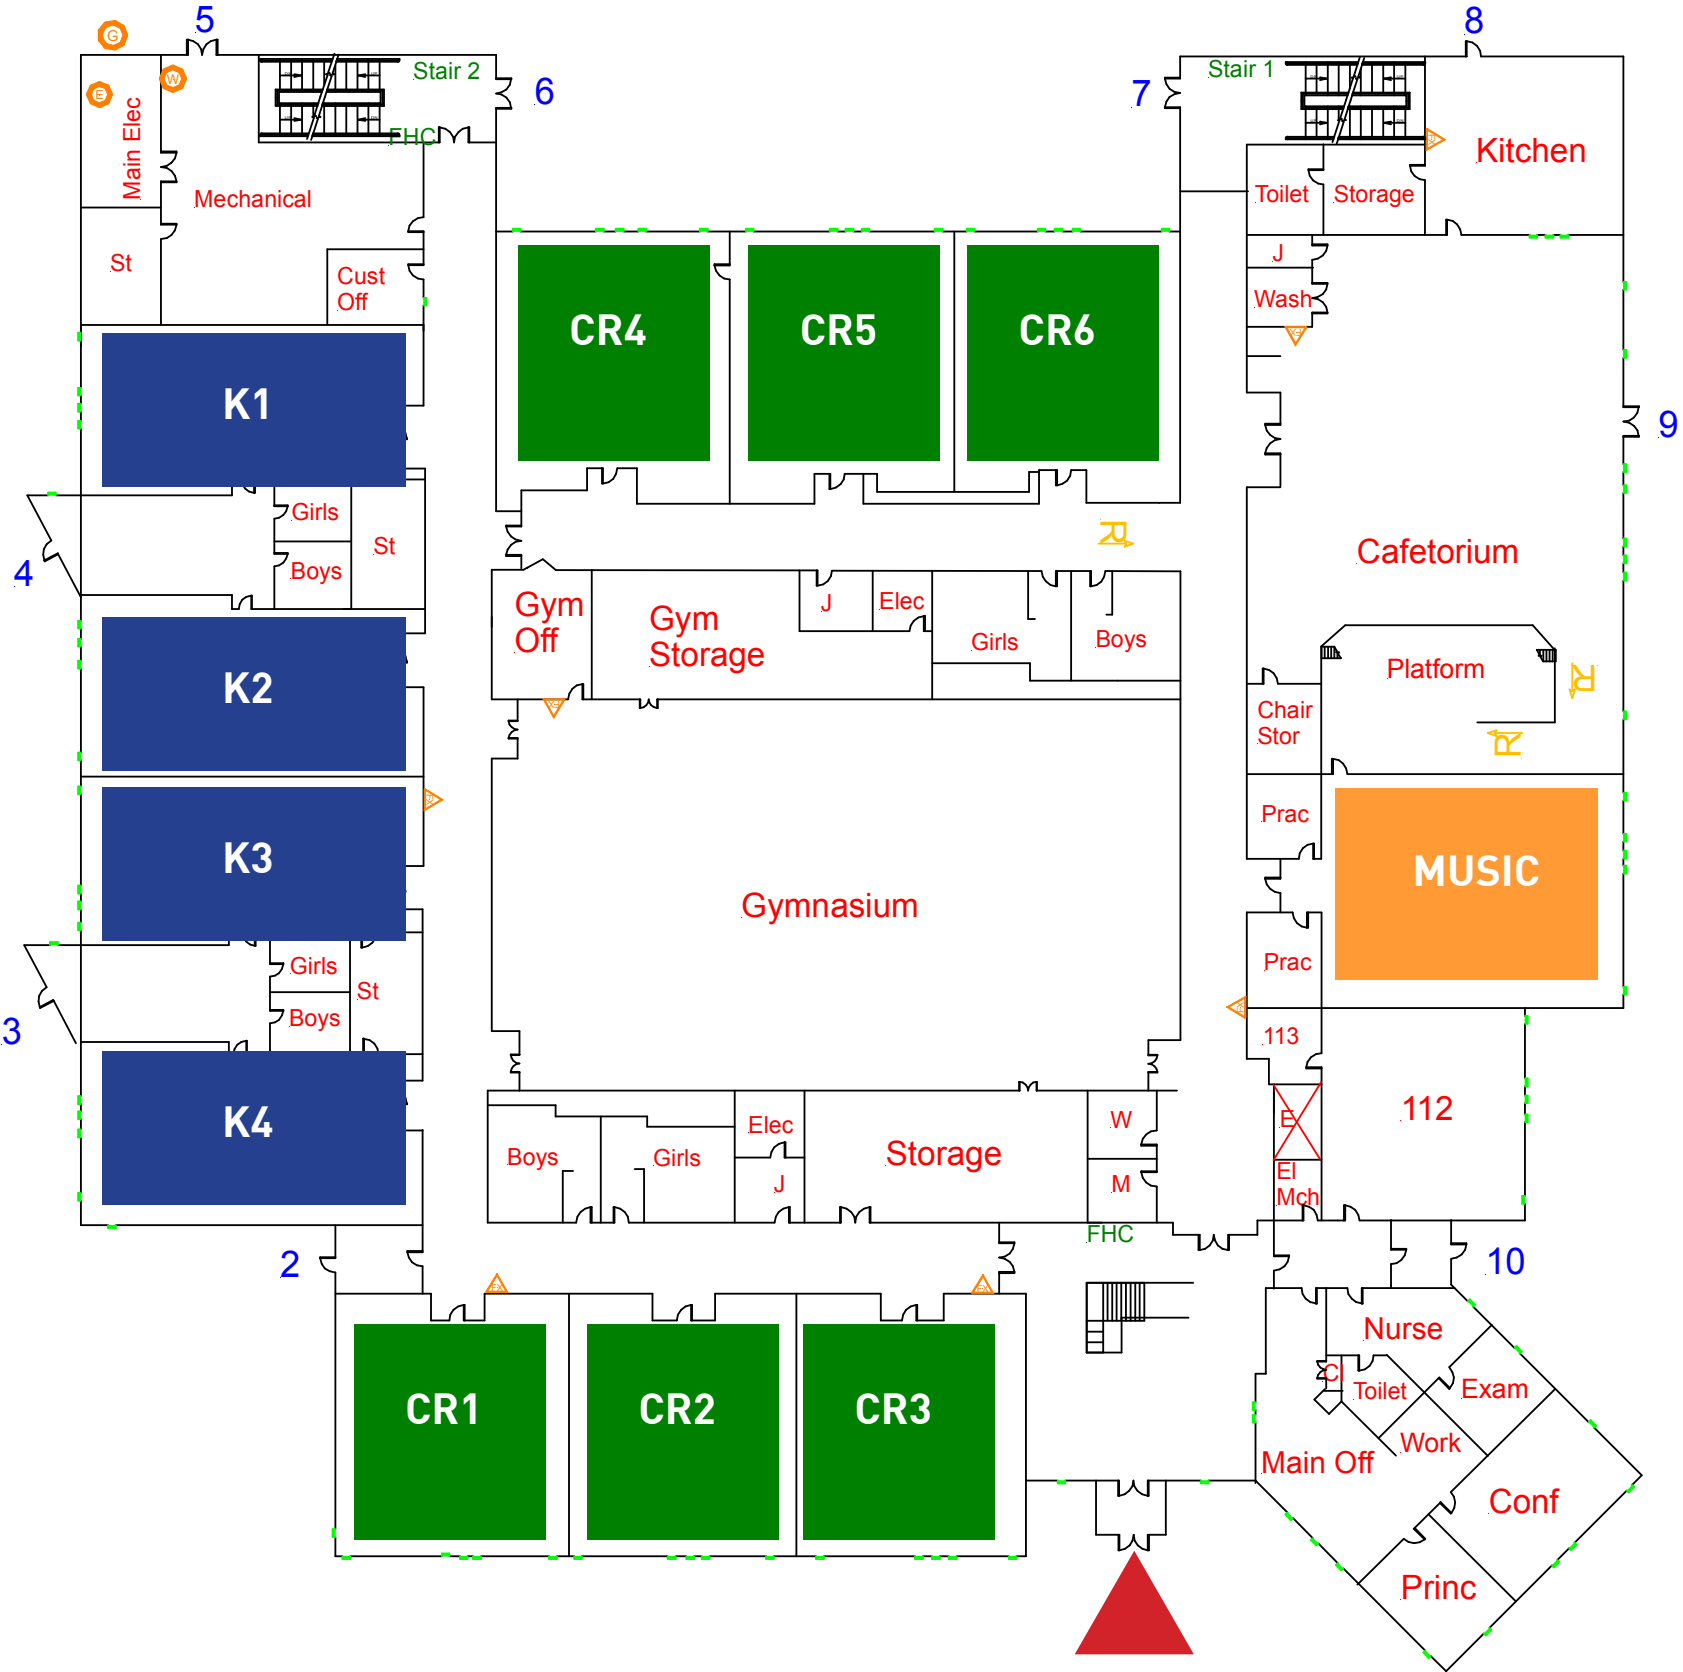 5
8
G
Stair 2
Stair 1
E
W
6
7
Main Elec
FHC
Kitchen
Mechanical
Toilet
Storage
St
Cust
Off
J
Wash
CR4
CR5
CR6
K1
9
Girls
St
Boys
4
R
Cafetorium
Gym
Off
Gym
Storage
J
Elec
Girls
Boys
K2
Platform
R
Chair
Stor
R
K3
Prac
MUSIC
Gymnasium
Girls
St
Boys
3
Prac
113
K4
Boys
Girls
Elec
J
Storage
W
M
E
El
Mch
112
FHC
2
10
Nurse
Cl
Toilet
Exam
CR1
CR2
CR3
Work
Main Off
Conf
Princ